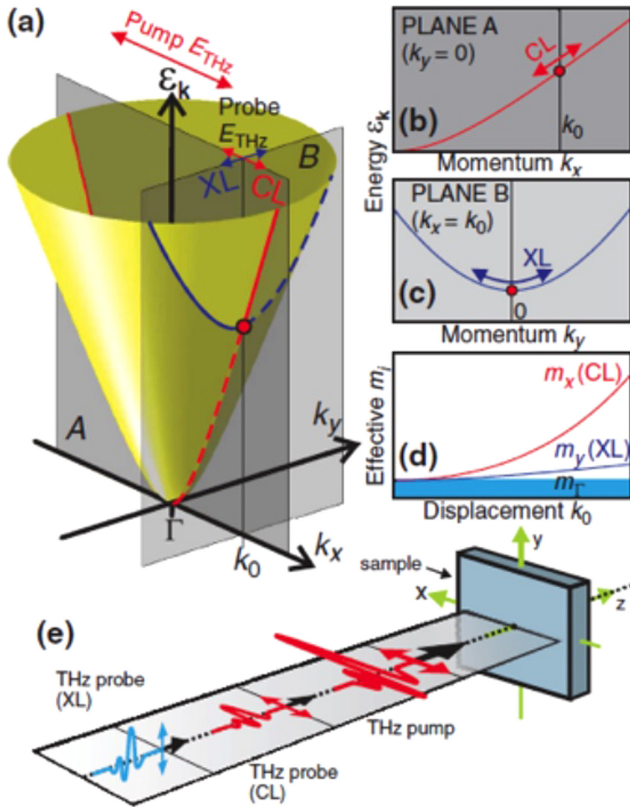 (a)
Pump E_THz
ε_k
Probe
E_THz
B
XL
CL
A
k_y
Γ
k_0
k_x
Energy ε_k
PLANE A
(k_y = 0)
CL
(b)
k_0
Momentum k_x
PLANE B
(k_x = k_0)
XL
(c)
0
Momentum k_y
Effective m_i
m_x (CL)
(d)
m_y (XL)
m_Γ
Displacement k_0
sample
y
x
z
(e)
THz probe
(XL)
THz pump
THz probe
(CL)